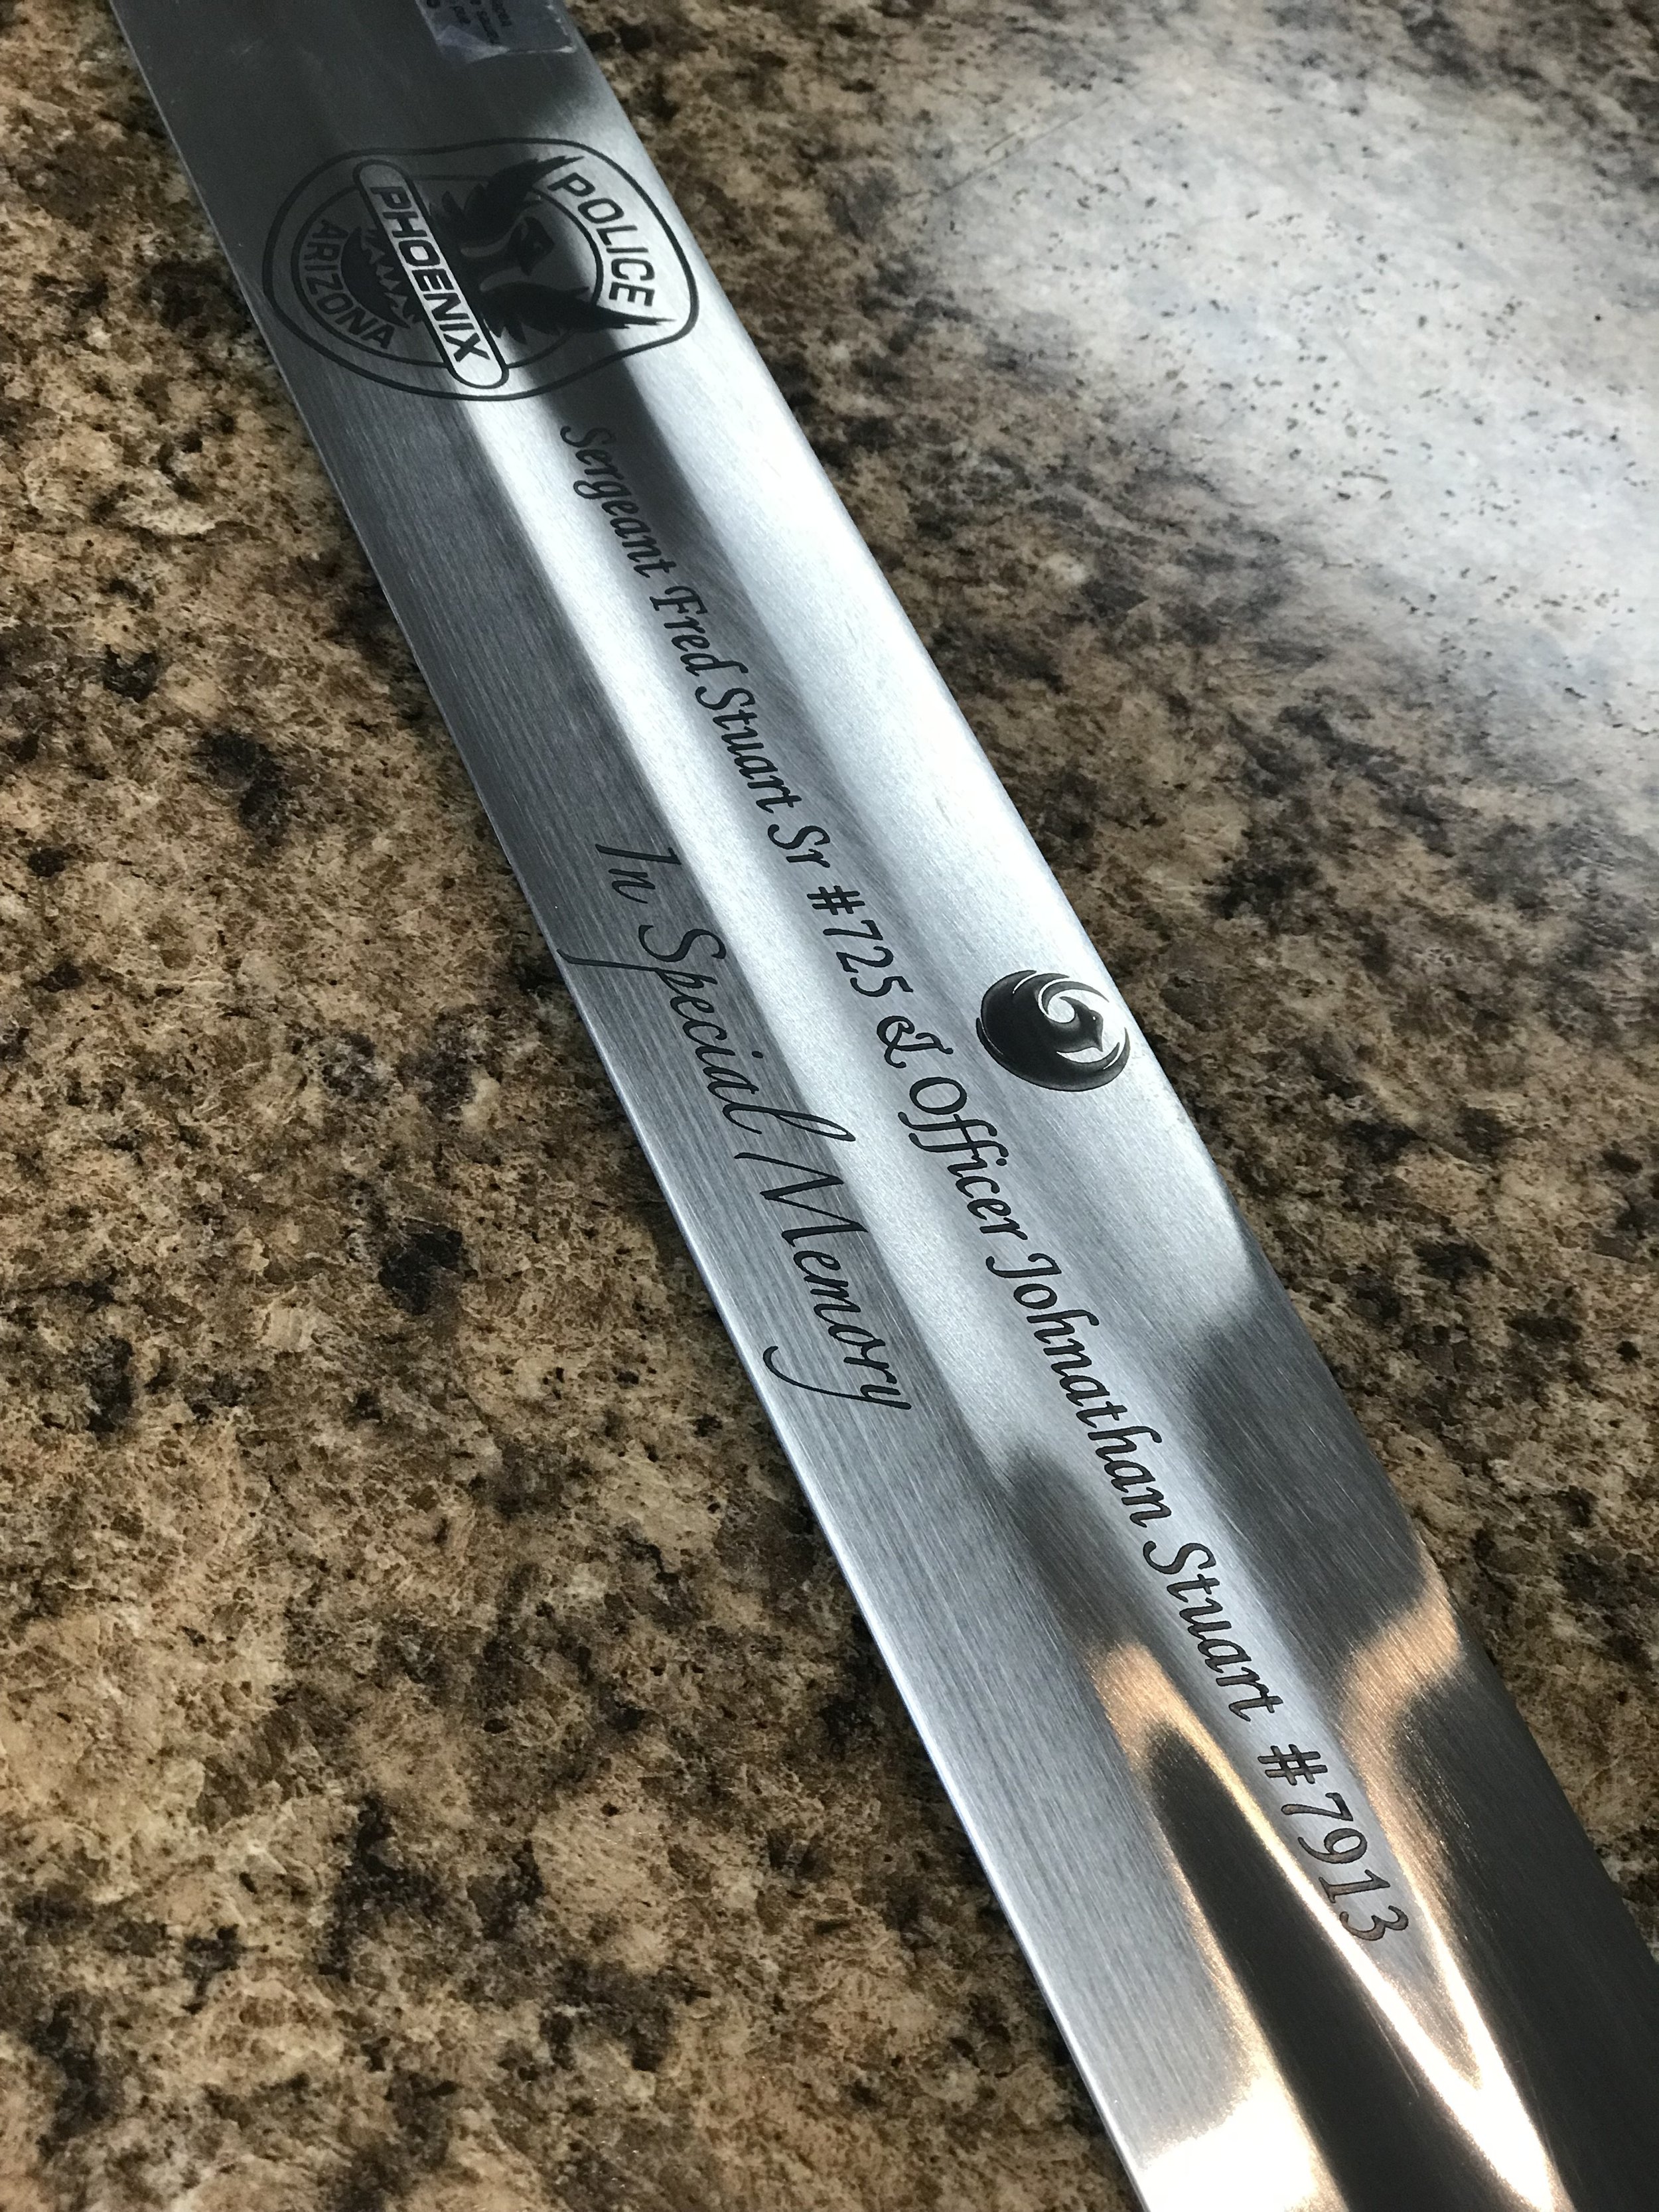 POLICE
PHOENIX
ARIZONA
Sergeant Fred Stuart Sr #725 & Officer Johnathan Stuart #7913
In Special Memory